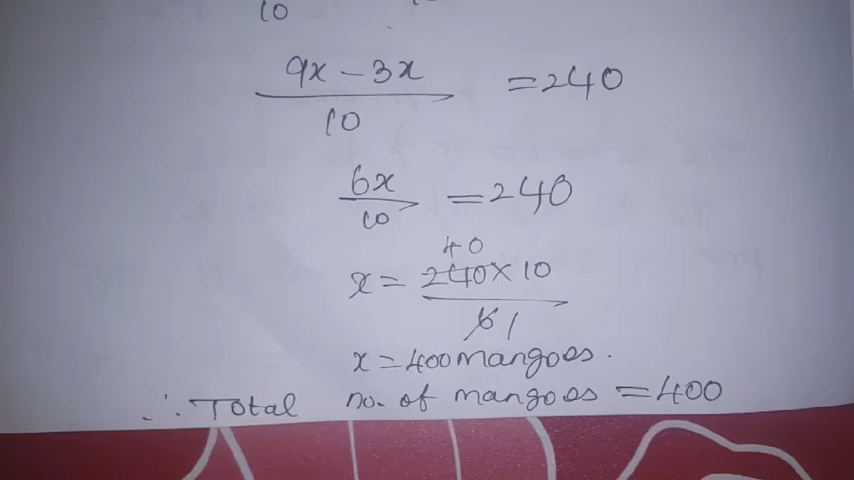 10
9x - 3x / 10 = 240
6x / 10 = 240
40
x = 240 × 10 / 6 1
x = 400 mangoes.
∴ Total no. of mangoes = 400